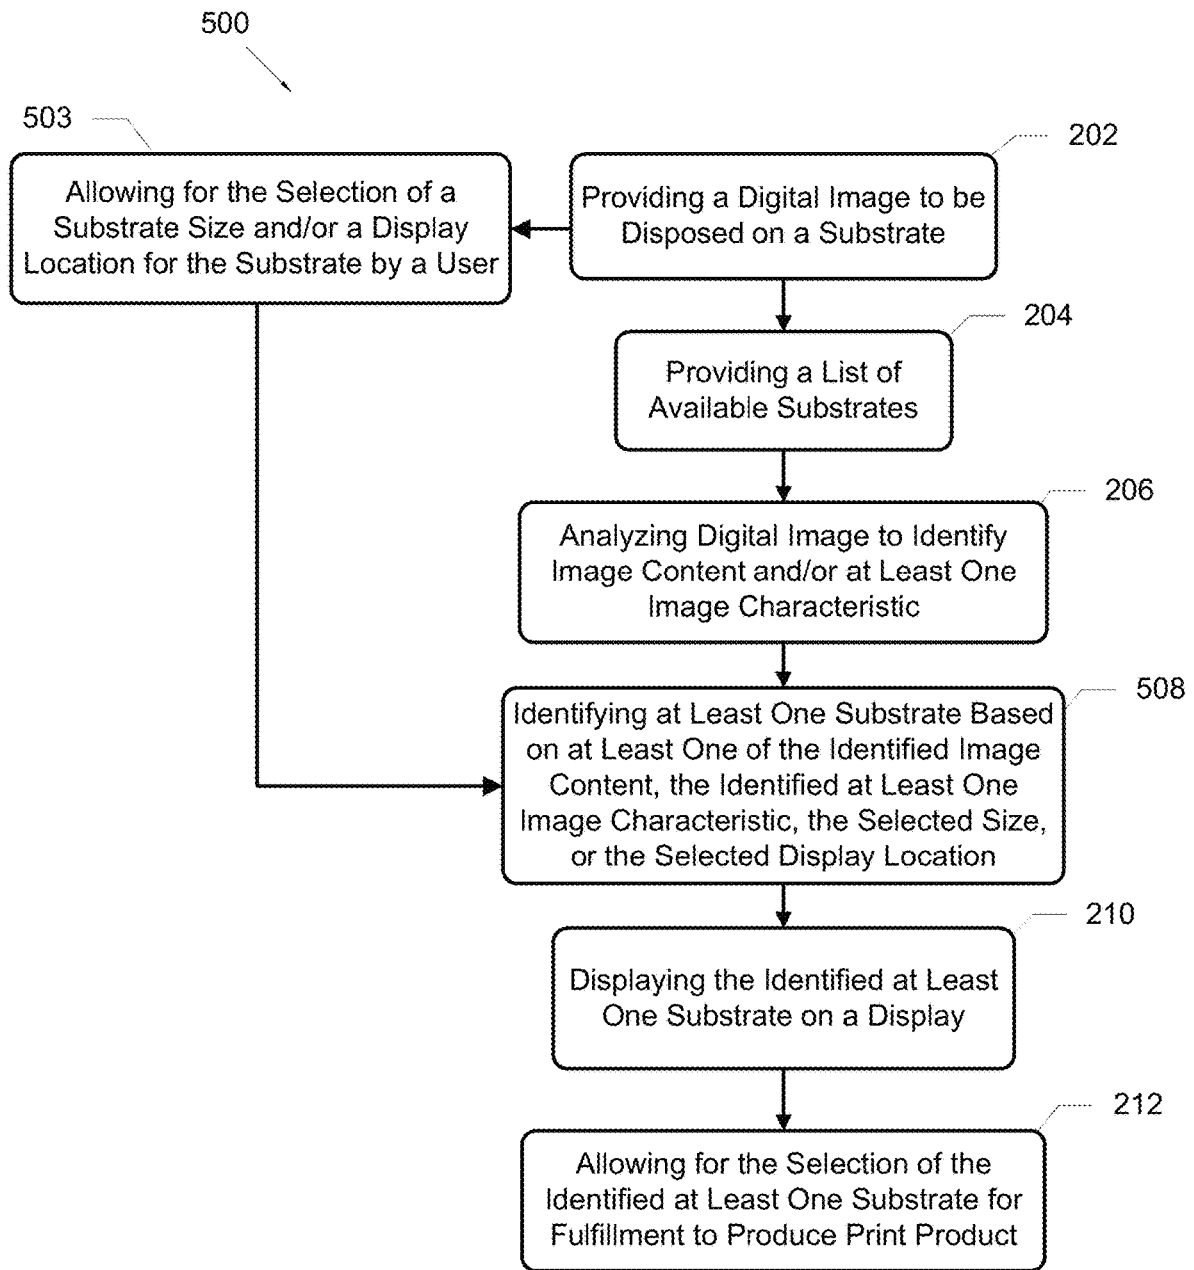 500
503
Allowing for the Selection of a
Substrate Size and/or a Display
Location for the Substrate by a User
202
Providing a Digital Image to be
Disposed on a Substrate
204
Providing a List of
Available Substrates
206
Analyzing Digital Image to Identify
Image Content and/or at Least One
Image Characteristic
508
Identifying at Least One Substrate Based
on at Least One of the Identified Image
Content, the Identified at Least One
Image Characteristic, the Selected Size,
or the Selected Display Location
210
Displaying the Identified at Least
One Substrate on a Display
212
Allowing for the Selection of the
Identified at Least One Substrate for
Fulfillment to Produce Print Product